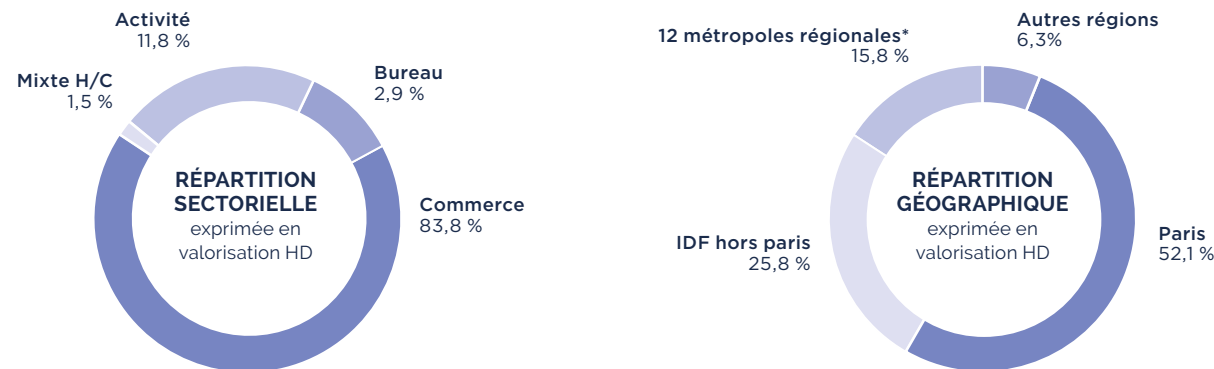 Activité
11,8 %
Mixte H/C
1,5 %
Bureau
2,9 %
RÉPARTITION
SECTORIELLE
exprimée en
valorisation HD
Commerce
83,8 %
12 métropoles régionales*
15,8 %
Autres régions
6,3%
RÉPARTITION
GÉOGRAPHIQUE
exprimée en
valorisation HD
IDF hors paris
25,8 %
Paris
52,1 %